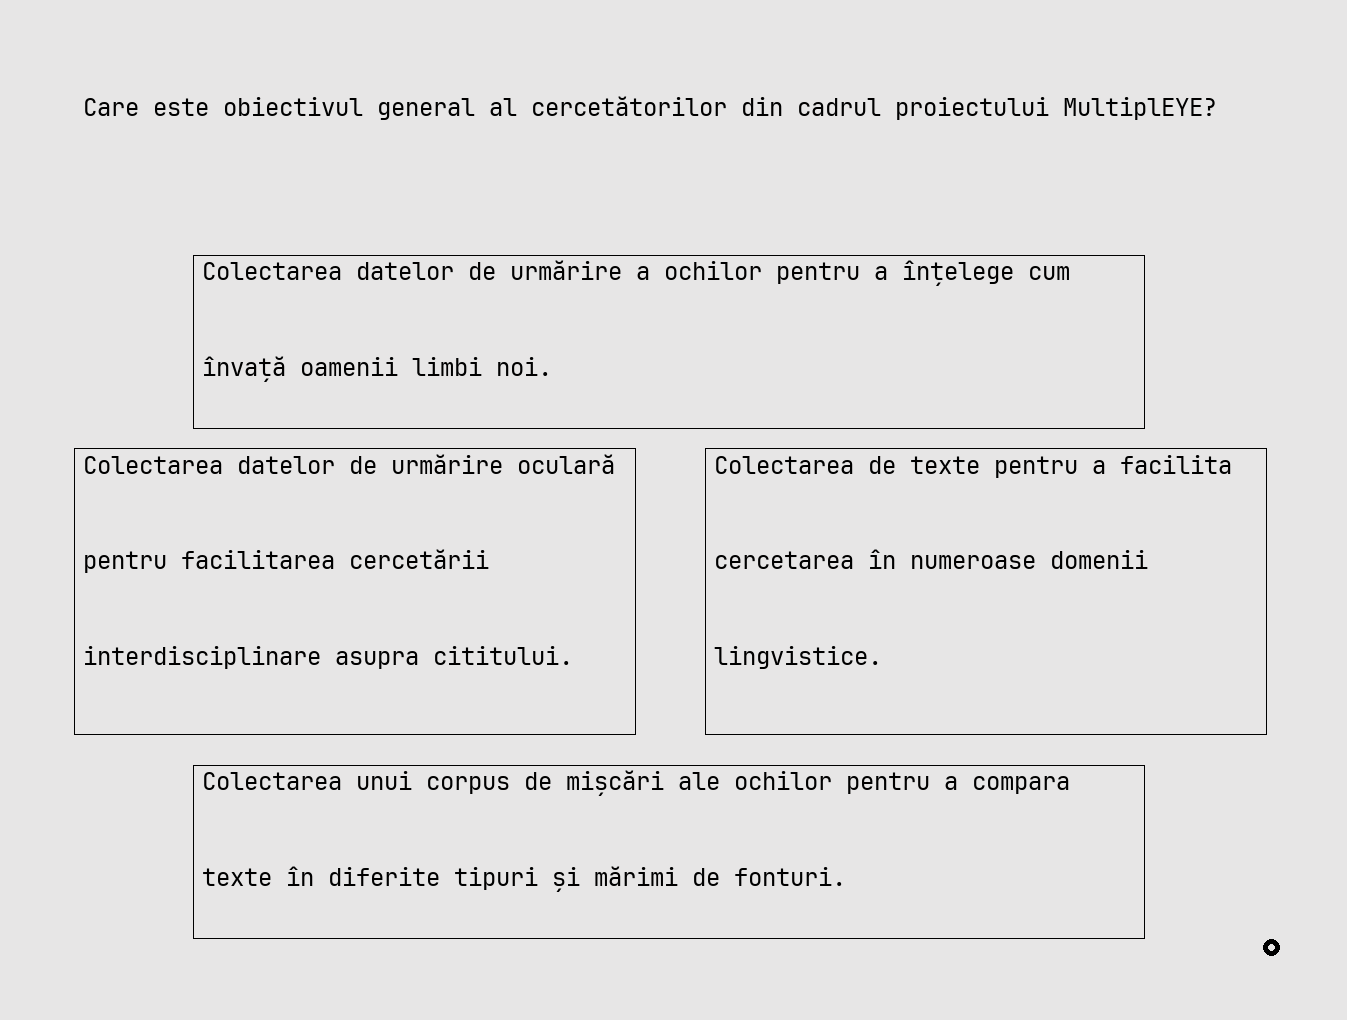 Care este obiectivul general al cercetătorilor din cadrul proiectului MultiplEYE?
Colectarea datelor de urmărire a ochilor pentru a înțelege cum
învață oamenii limbi noi.
Colectarea datelor de urmărire oculară
pentru facilitarea cercetării
interdisciplinare asupra cititului.
Colectarea de texte pentru a facilita
cercetarea în numeroase domenii
lingvistice.
Colectarea unui corpus de mișcări ale ochilor pentru a compara
texte în diferite tipuri și mărimi de fonturi.